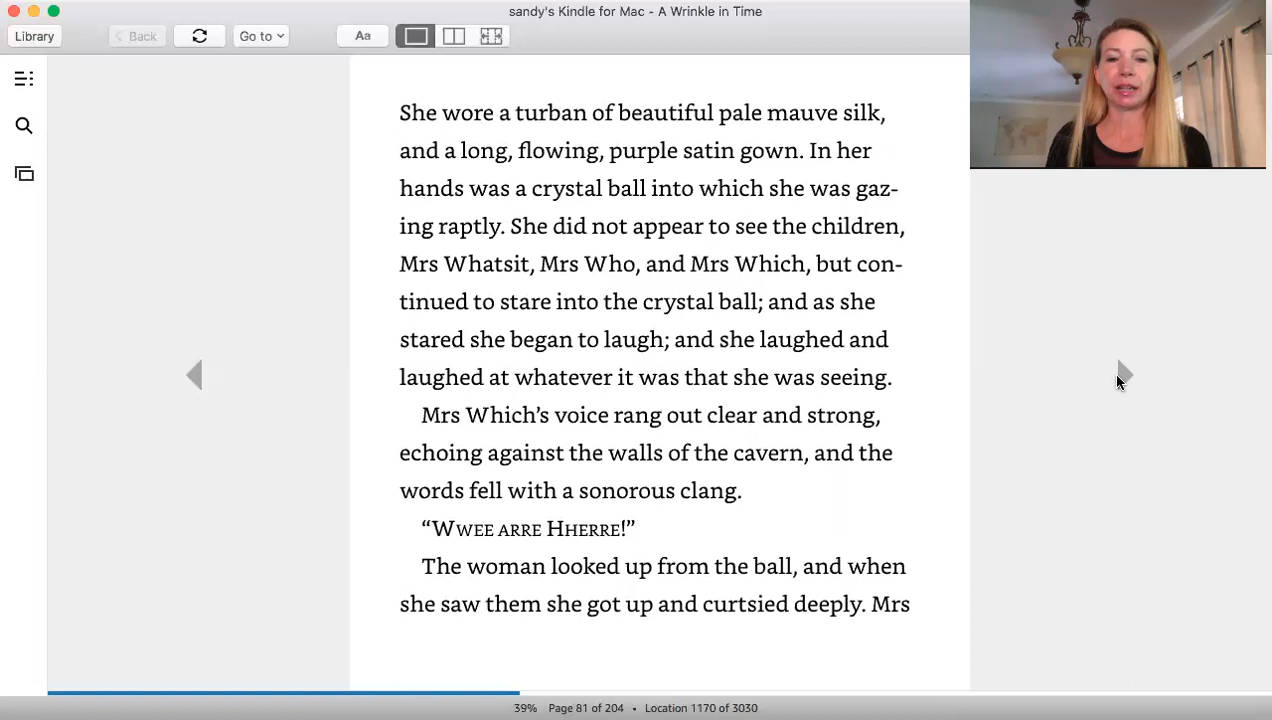 sandy's Kindle for Mac - A Wrinkle in Time
Library
Back
Go to
Aa
She wore a turban of beautiful pale mauve silk,
and a long, flowing, purple satin gown. In her
hands was a crystal ball into which she was gaz-
ing raptly. She did not appear to see the children,
Mrs Whatsit, Mrs Who, and Mrs Which, but con-
tinued to stare into the crystal ball; and as she
stared she began to laugh; and she laughed and
laughed at whatever it was that she was seeing.
Mrs Which’s voice rang out clear and strong,
echoing against the walls of the cavern, and the
words fell with a sonorous clang.
“Wwee arre Hherre!”
The woman looked up from the ball, and when
she saw them she got up and curtsied deeply. Mrs
39% Page 81 of 204 • Location 1170 of 3030